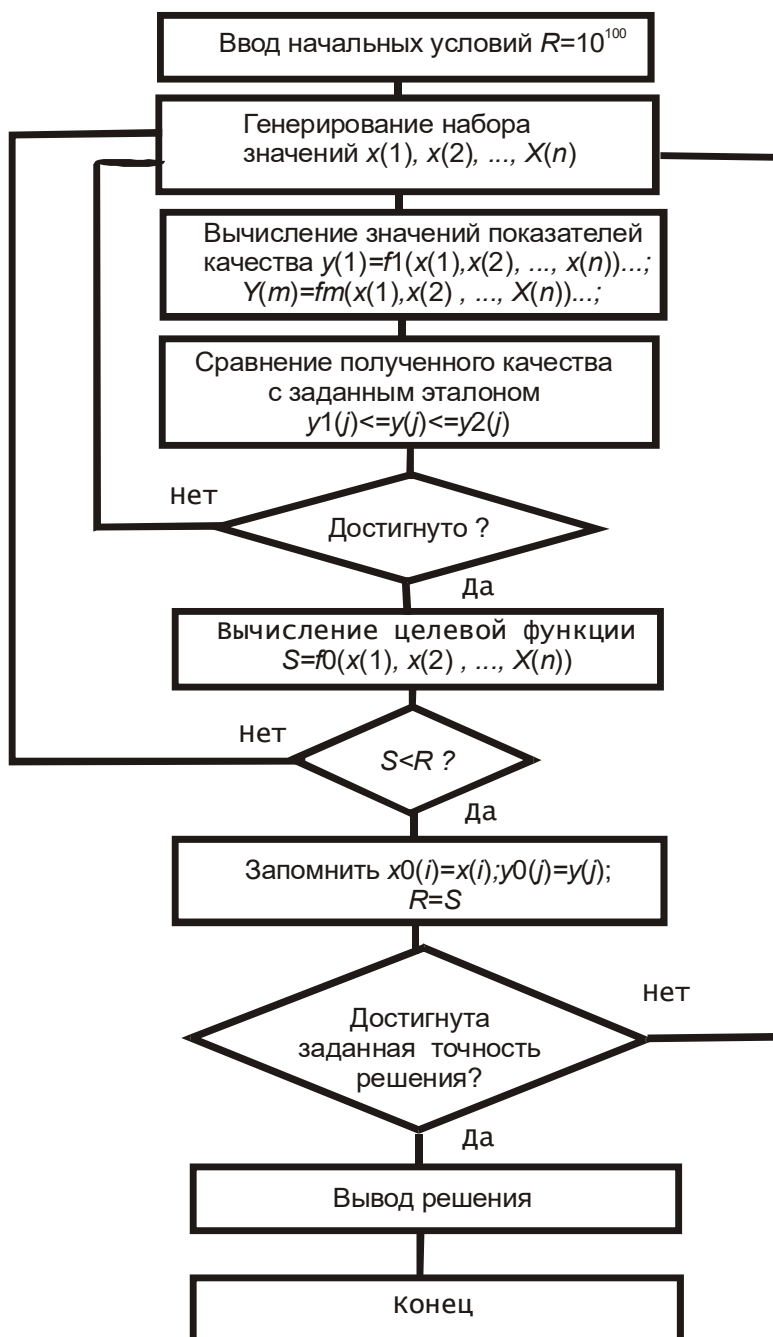 Ввод начальных условий R=10^100
Генерирование набора
значений x(1), x(2), ..., X(n)
Вычисление значений показателей
качества y(1)=f1(x(1),x(2), ..., x(n))...;
Y(m)=fm(x(1),x(2) , ..., X(n))...;
Сравнение полученного качества
с заданным эталоном
y1(j)<=y(j)<=y2(j)
Нет
Достигнуто ?
Да
Вычисление целевой функции
S=f0(x(1), x(2) , ..., X(n))
Нет
S<R ?
Да
Запомнить x0(i)=x(i);y0(j)=y(j);
R=S
Нет
Достигнута
заданная точность
решения?
Да
Вывод решения
Конец